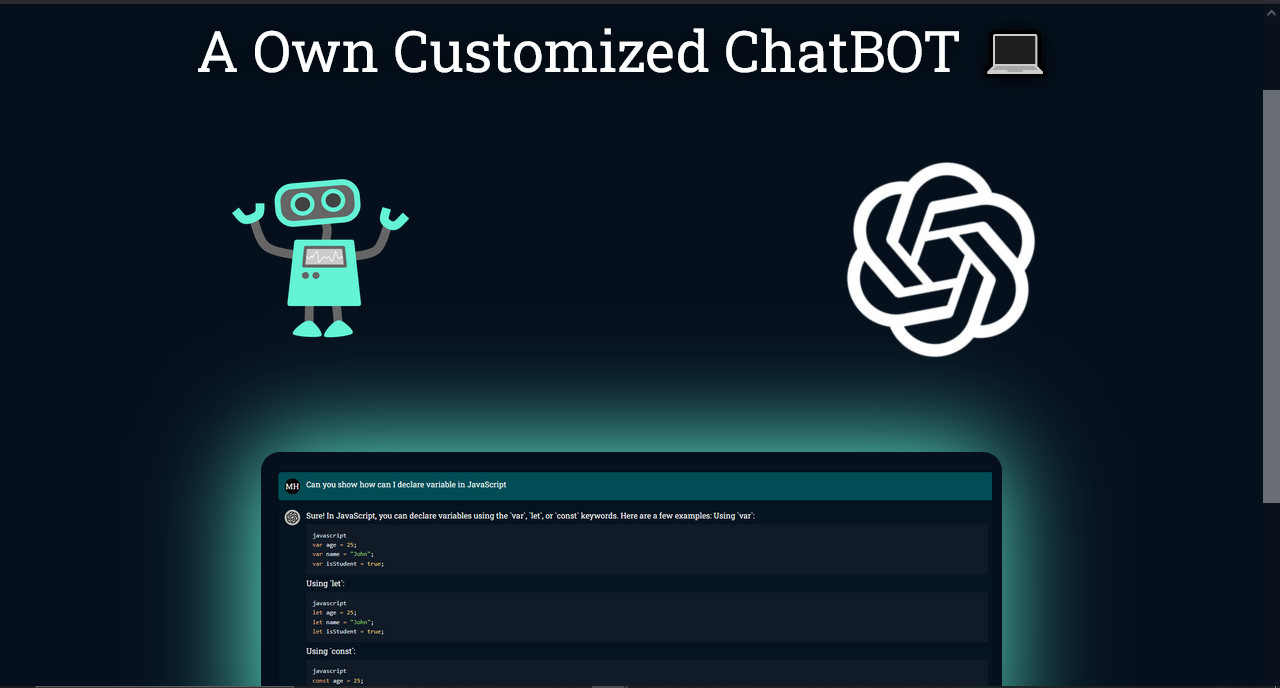 A Own Customized ChatBOT
MH Can you show how can I declare variable in JavaScript
Sure! In JavaScript, you can declare variables using the `var`, `let`, or `const` keywords. Here are a few examples: Using `var`:
javascript
var age = 25;
var name = "John";
var isStudent = true;
Using `let`:
javascript
let age = 25;
let name = "John";
let isStudent = true;
Using `const`:
javascript
const age = 25;